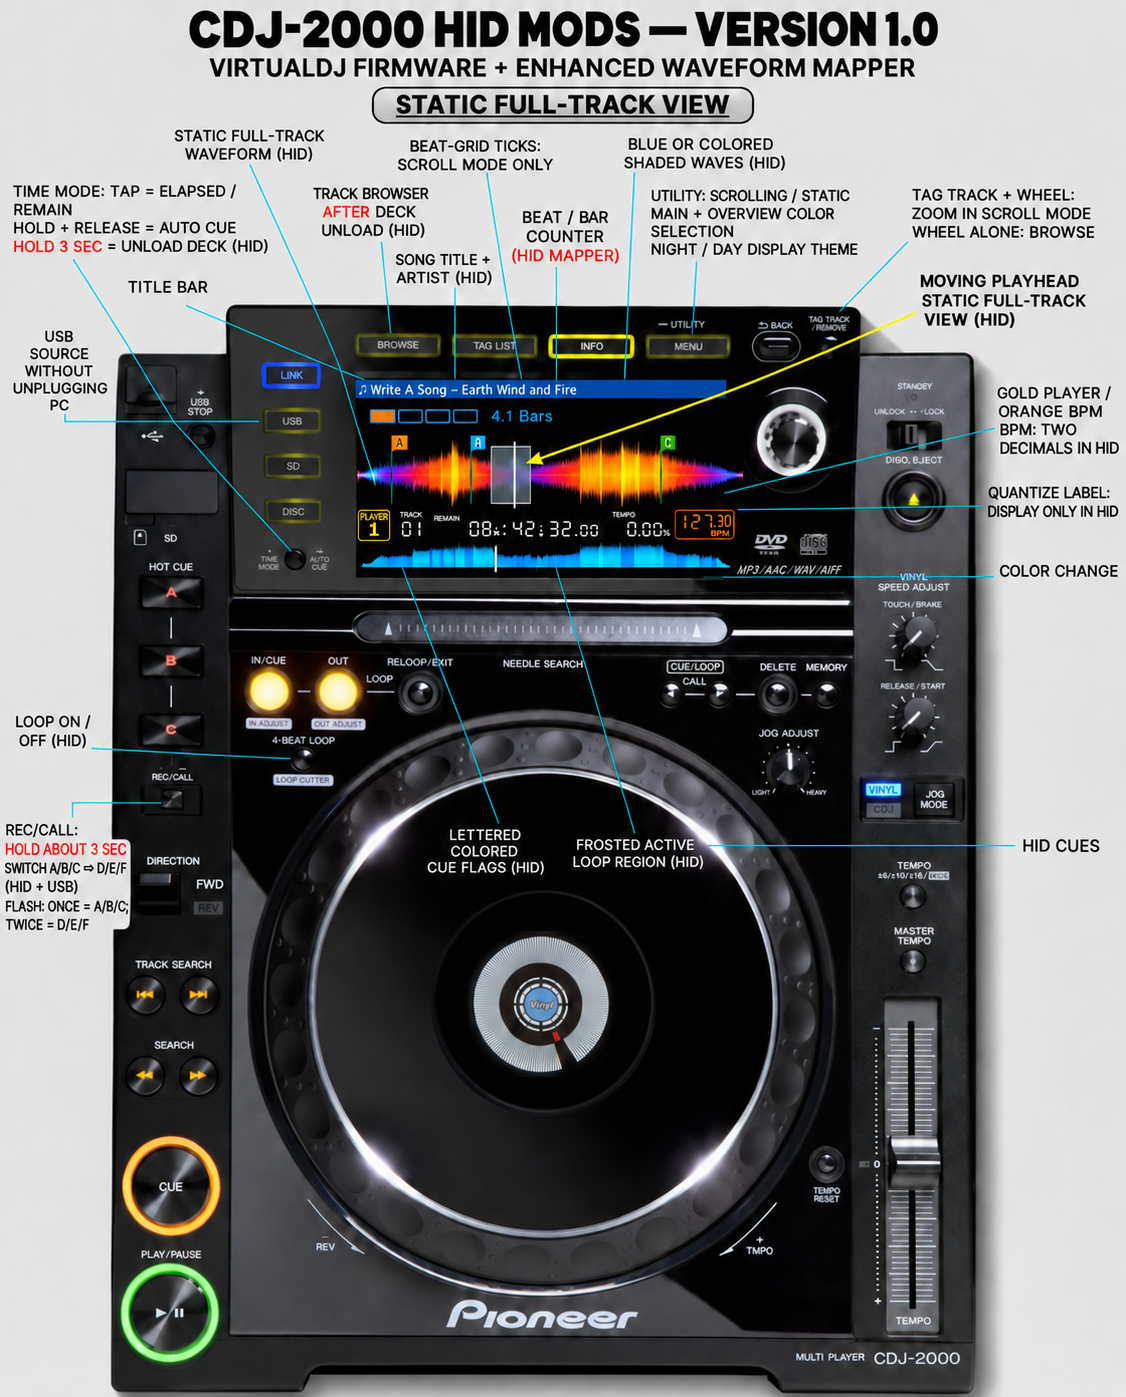 CDJ-2000 HID MODS — VERSION 1.0
VIRTUALDJ FIRMWARE + ENHANCED WAVEFORM MAPPER
STATIC FULL-TRACK VIEW
STATIC FULL-TRACK
WAVEFORM (HID)
BEAT-GRID TICKS:
SCROLL MODE ONLY
BLUE OR COLORED
SHADED WAVES (HID)
TIME MODE: TAP = ELAPSED /
REMAIN
HOLD + RELEASE = AUTO CUE
HOLD 3 SEC = UNLOAD DECK (HID)
TRACK BROWSER
AFTER DECK
UNLOAD (HID)
BEAT / BAR
COUNTER
(HID MAPPER)
UTILITY: SCROLLING / STATIC
MAIN + OVERVIEW COLOR
SELECTION
NIGHT / DAY DISPLAY THEME
TAG TRACK + WHEEL:
ZOOM IN SCROLL MODE
WHEEL ALONE: BROWSE
SONG TITLE +
ARTIST (HID)
TITLE BAR
MOVING PLAYHEAD
STATIC FULL-TRACK
VIEW (HID)
USB
SOURCE
WITHOUT
UNPLUGGING
PC
GOLD PLAYER /
ORANGE BPM
BPM: TWO
DECIMALS IN HID
QUANTIZE LABEL:
DISPLAY ONLY IN HID
COLOR CHANGE
LOOP ON /
OFF (HID)
REC/CALL:
HOLD ABOUT 3 SEC
SWITCH A/B/C ⇨ D/E/F
(HID + USB)
FLASH: ONCE = A/B/C;
TWICE = D/E/F
LETTERED
COLORED
CUE FLAGS (HID)
FROSTED ACTIVE
LOOP REGION (HID)
HID CUES
BROWSE
TAG LIST
INFO
— UTILITY
MENU
BACK
TAG TRACK
/REMOVE
LINK
USB
STOP
USB
SD
DISC
TIME
MODE
AUTO
CUE
♫ Write A Song – Earth Wind and Fire
4.1 Bars
A
A
C
PLAYER
1
TRACK
01
REMAIN
08м:42:32.00
TEMPO
0.00%
127.30
BPM
DVD
MP3/AAC/WAV/AIFF
STANDBY
UNLOCK ↔ LOCK
DISC. EJECT
SD
HOT CUE
A
B
C
REC/CALL
VINYL
SPEED ADJUST
TOUCH/BRAKE
RELEASE/START
IN/CUE
OUT
LOOP
RELOOP/EXIT
IN ADJUST
OUT ADJUST
4-BEAT LOOP
LOOP CUTTER
NEEDLE SEARCH
CUE/LOOP
CALL
DELETE
MEMORY
JOG ADJUST
LIGHT
HEAVY
VINYL
CDJ
JOG
MODE
DIRECTION
FWD
REV
TEMPO
±6/±10/±16/WIDE
MASTER
TEMPO
TRACK SEARCH
SEARCH
Vinyl
CUE
PLAY/PAUSE
−
REV
+
TMPO
TEMPO
RESET
−
0
+
TEMPO
Pioneer
MULTI PLAYER CDJ-2000